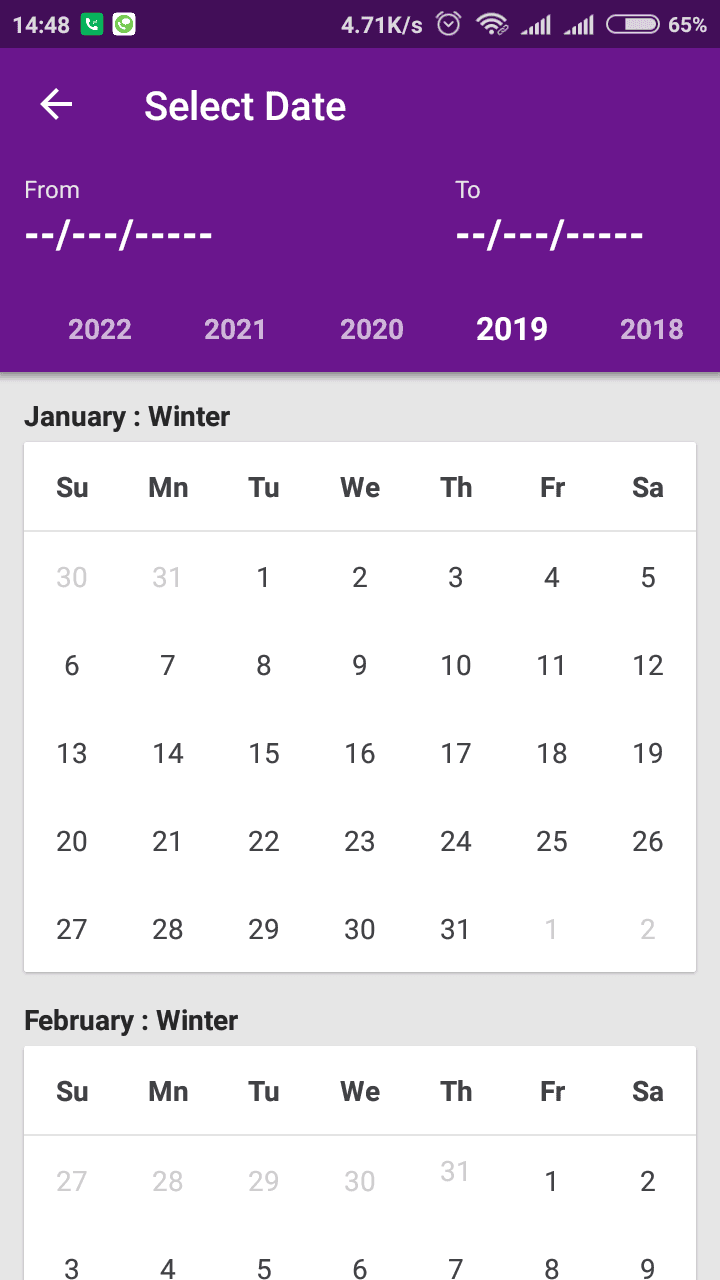 14:48 4.71K/s 65%
Select Date
From To
--/---/----- --/---/-----
2022 2021 2020 2019 2018
January : Winter
Su Mn Tu We Th Fr Sa
30 31 1 2 3 4 5
6 7 8 9 10 11 12
13 14 15 16 17 18 19
20 21 22 23 24 25 26
27 28 29 30 31 1 2
February : Winter
Su Mn Tu We Th Fr Sa
27 28 29 30 31 1 2
3 4 5 6 7 8 9